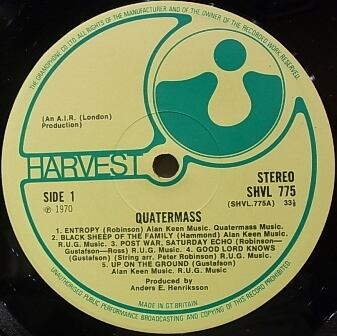 THE GRAMOPHONE CO. LTD. ALL RIGHTS OF THE MANUFACTURER AND OF THE OWNER OF THE RECORDED WORK RESERVED.
(An A.I.R. (London)
Production)
HARVEST
SIDE 1
℗ 1970
STEREO
SHVL 775
(SHVL.775A) 33⅓
QUATERMASS
1. ENTROPY (Robinson) Alan Keen Music. Quatermass Music.
2. BLACK SHEEP OF THE FAMILY (Hammond) Alan Keen Music.
R.U.G. Music. 3. POST WAR, SATURDAY ECHO (Robinson—
Gustafson—Ross) R.U.G. Music. 4. GOOD LORD KNOWS
(Gustafson) (String arr. Peter Robinson) R.U.G. Music.
5. UP ON THE GROUND (Gustafson)
Alan Keen Music. R.U.G. Music.
Produced by
Anders E. Henriksson
MADE IN GT BRITAIN
UNAUTHORISED PUBLIC PERFORMANCE BROADCASTING AND COPYING OF THIS RECORD PROHIBITED.